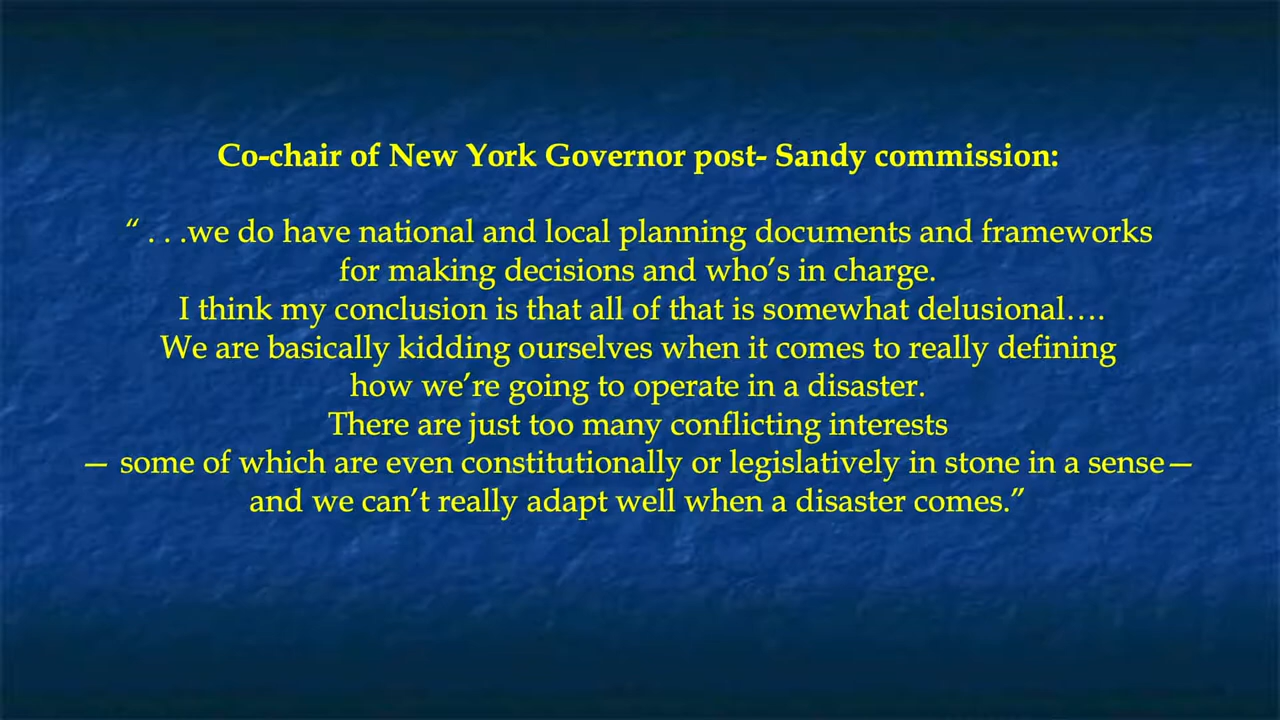 Co-chair of New York Governor post- Sandy commission:
“ . . .we do have national and local planning documents and frameworks
for making decisions and who’s in charge.
I think my conclusion is that all of that is somewhat delusional….
We are basically kidding ourselves when it comes to really defining
how we’re going to operate in a disaster.
There are just too many conflicting interests
— some of which are even constitutionally or legislatively in stone in a sense—
and we can’t really adapt well when a disaster comes.”